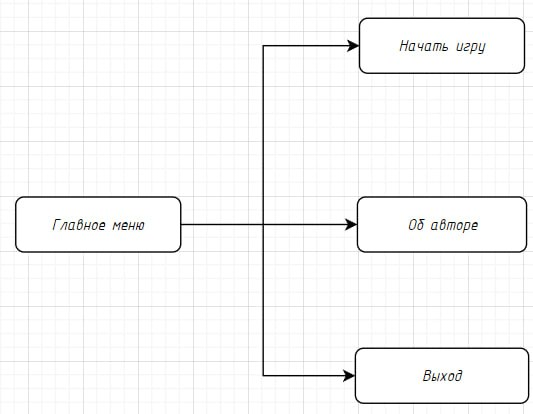 Начать игру
Главное меню
Об авторе
Выход